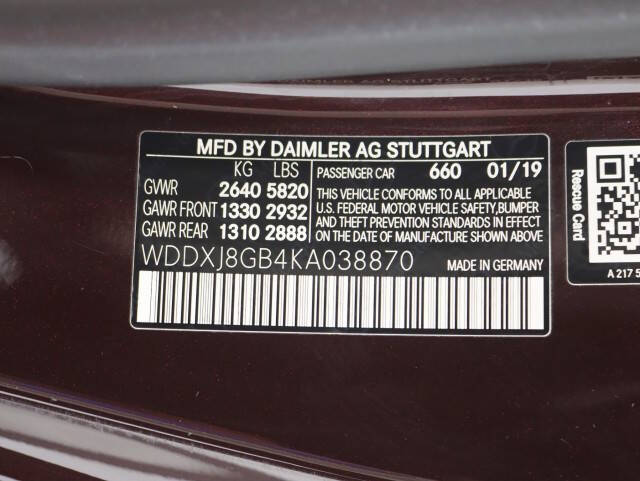 MFD BY DAIMLER AG STUTTGART
KG LBS
GVWR 2640 5820
GAWR FRONT 1330 2932
GAWR REAR 1310 2888
PASSENGER CAR 660 01/19
THIS VEHICLE CONFORMS TO ALL APPLICABLE
U.S. FEDERAL MOTOR VEHICLE SAFETY,BUMPER
AND THEFT PREVENTION STANDARDS IN EFFECT
ON THE DATE OF MANUFACTURE SHOWN ABOVE.
WDDXJ8GB4KA038870 MADE IN GERMANY
Rescue Card
A 217 5